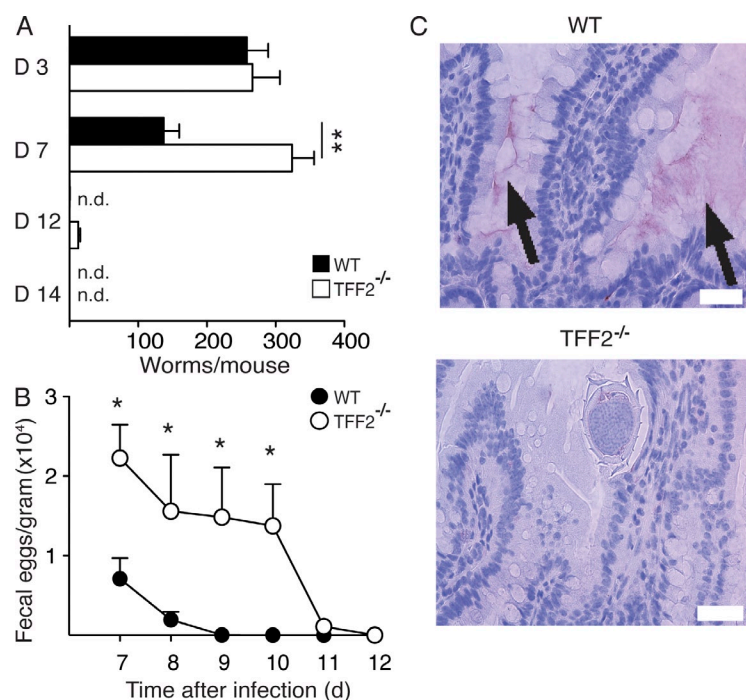 A
D 3
D 7
**
D 12
n.d.
D 14
n.d.
n.d.
WT
TFF2-/-
100 200 300 400
Worms/mouse
B
3
2
1
Fecal eggs/gram (x10⁴)
* * * *
WT
TFF2-/-
7 8 9 10 11 12
Time after infection (d)
C
WT
TFF2-/-